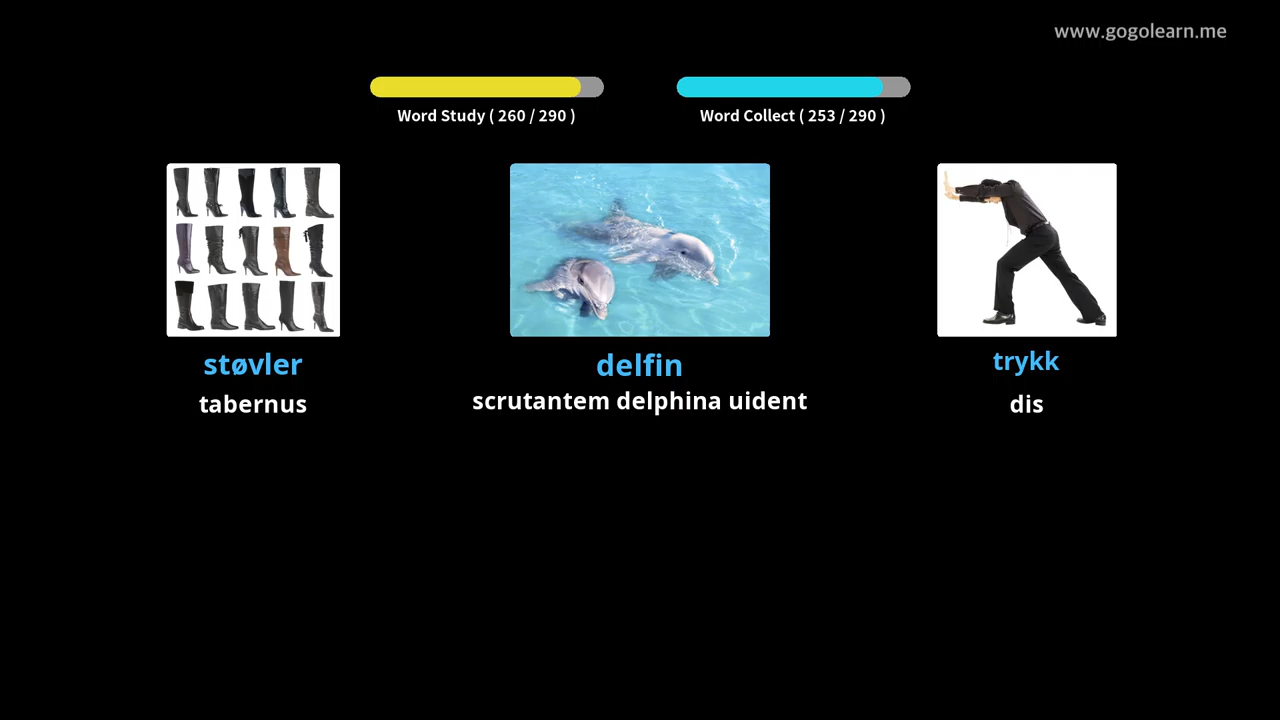 www.gogolearn.me
Word Study ( 260 / 290 )
Word Collect ( 253 / 290 )
støvler
delfin
trykk
tabernus
scrutantem delphina uident
dis